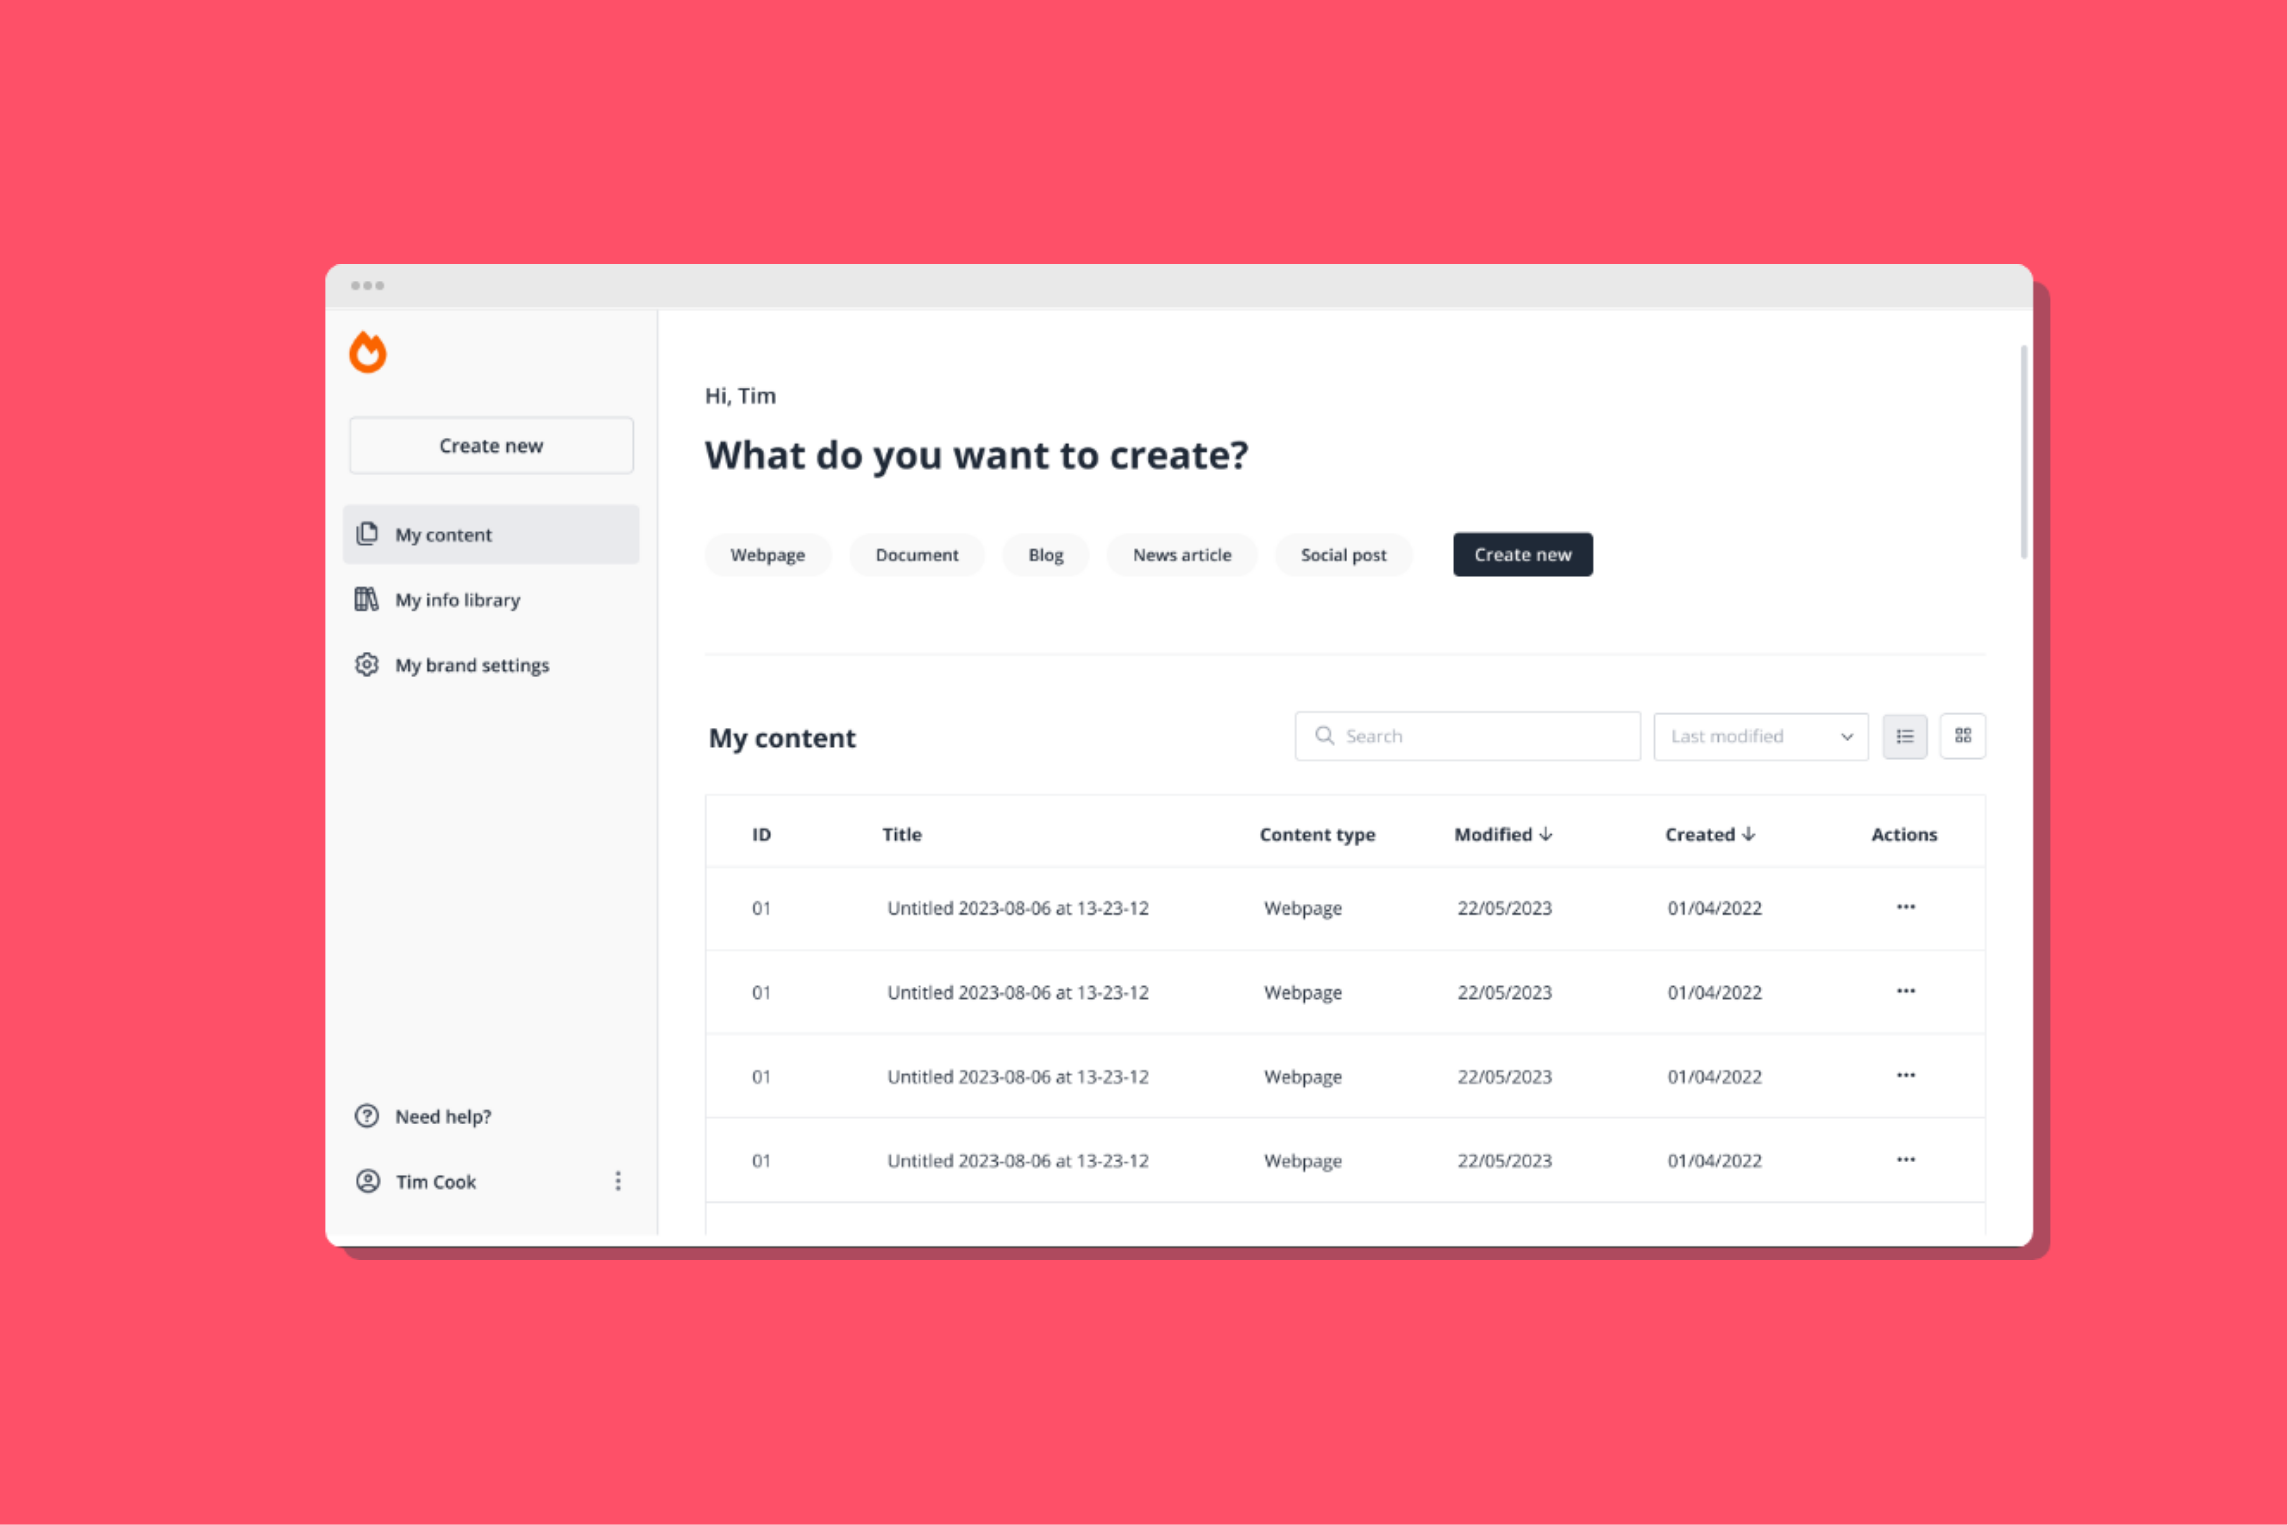 Create new
My content
My info library
My brand settings
Need help?
Tim Cook
Hi, Tim
What do you want to create?
Webpage Document Blog News article Social post Create new
My content Search Last modified
ID Title Content type Modified Created Actions
01 Untitled 2023-08-06 at 13-23-12 Webpage 22/05/2023 01/04/2022
01 Untitled 2023-08-06 at 13-23-12 Webpage 22/05/2023 01/04/2022
01 Untitled 2023-08-06 at 13-23-12 Webpage 22/05/2023 01/04/2022
01 Untitled 2023-08-06 at 13-23-12 Webpage 22/05/2023 01/04/2022